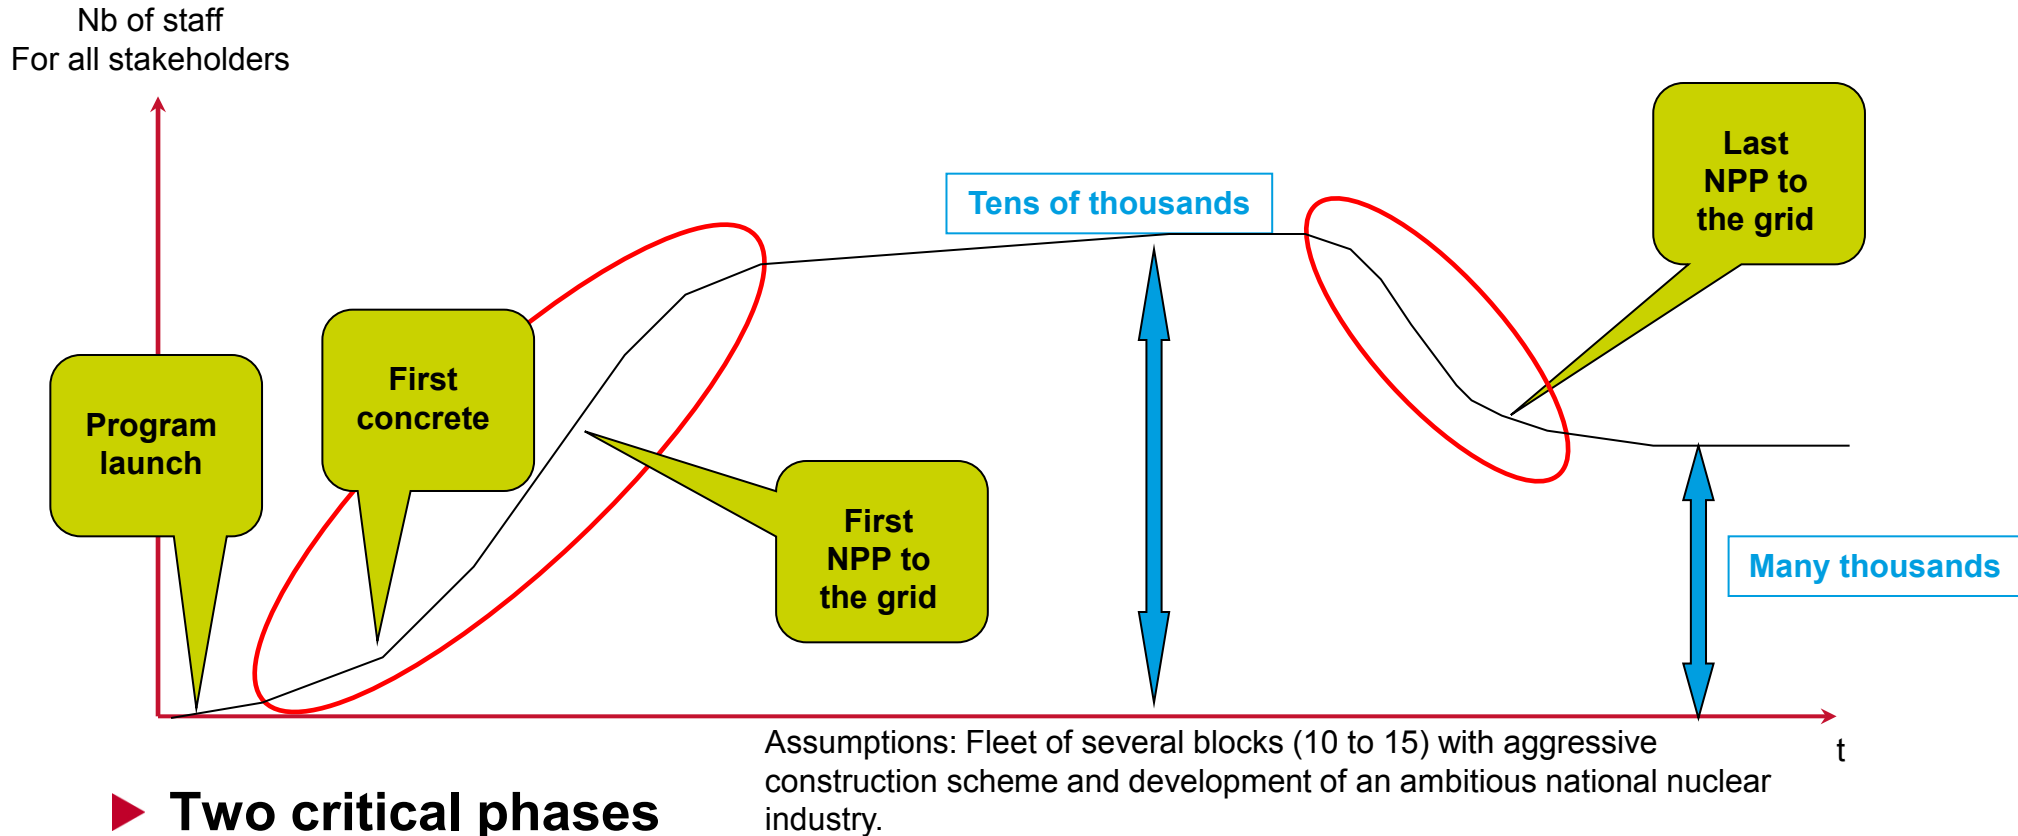 Nb of staff
For all stakeholders
Last
NPP to
the grid
Tens of thousands
First
concrete
Program
launch
First
NPP to
the grid
Many thousands
t
Assumptions: Fleet of several blocks (10 to 15) with aggressive
construction scheme and development of an ambitious national nuclear
industry.
Two critical phases